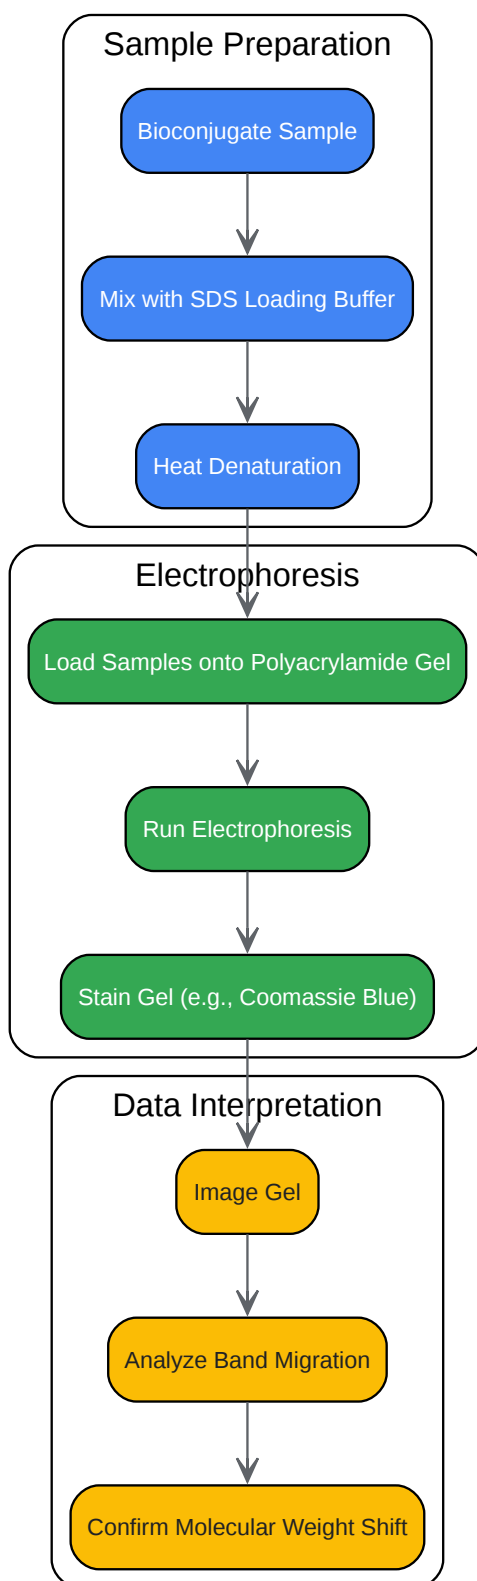 Sample Preparation
Bioconjugate Sample
Mix with SDS Loading Buffer
Heat Denaturation
Electrophoresis
Load Samples onto Polyacrylamide Gel
Run Electrophoresis
Stain Gel (e.g., Coomassie Blue)
Data Interpretation
Image Gel
Analyze Band Migration
Confirm Molecular Weight Shift